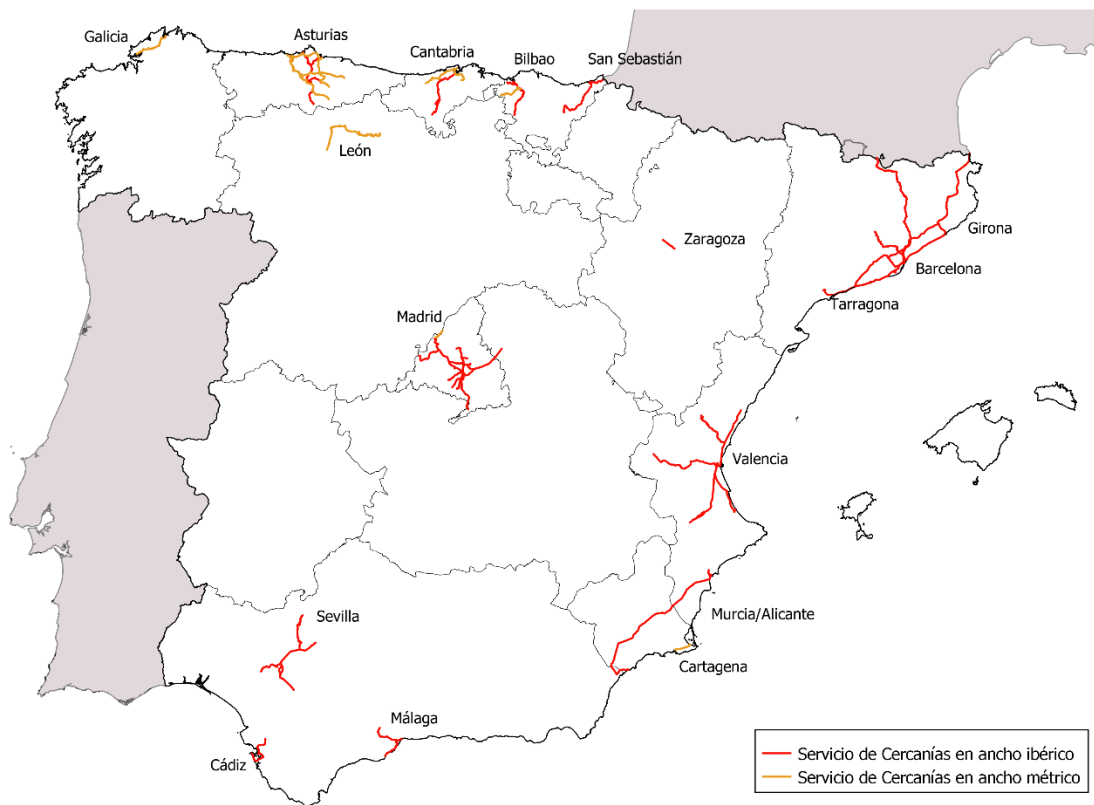 Galicia
Asturias
Cantabria
Bilbao
San Sebastián
León
Zaragoza
Girona
Barcelona
Tarragona
Madrid
Valencia
Sevilla
Murcia/Alicante
Cartagena
Málaga
Cádiz
Servicio de Cercanías en ancho ibérico
Servicio de Cercanías en ancho métrico